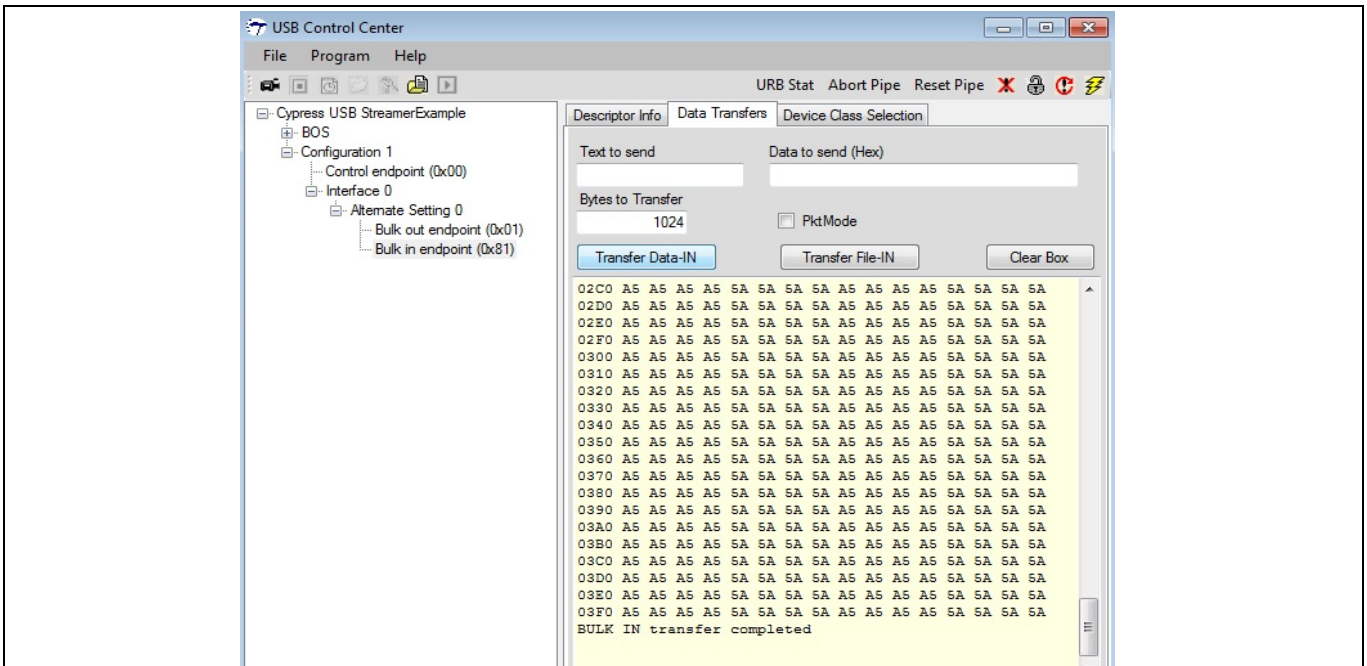 USB Control Center
File Program Help
URB Stat Abort Pipe Reset Pipe
Cypress USB StreamerExample
BOS
Configuration 1
Control endpoint (0x00)
Interface 0
Alternate Setting 0
Bulk out endpoint (0x01)
Bulk in endpoint (0x81)
Descriptor Info Data Transfers Device Class Selection
Text to send Data to send (Hex)
Bytes to Transfer
1024 PktMode
Transfer Data-IN Transfer File-IN Clear Box
02C0 A5 A5 A5 A5 5A 5A 5A 5A A5 A5 A5 A5 5A 5A 5A 5A
02D0 A5 A5 A5 A5 5A 5A 5A 5A A5 A5 A5 A5 5A 5A 5A 5A
02E0 A5 A5 A5 A5 5A 5A 5A 5A A5 A5 A5 A5 5A 5A 5A 5A
02F0 A5 A5 A5 A5 5A 5A 5A 5A A5 A5 A5 A5 5A 5A 5A 5A
0300 A5 A5 A5 A5 5A 5A 5A 5A A5 A5 A5 A5 5A 5A 5A 5A
0310 A5 A5 A5 A5 5A 5A 5A 5A A5 A5 A5 A5 5A 5A 5A 5A
0320 A5 A5 A5 A5 5A 5A 5A 5A A5 A5 A5 A5 5A 5A 5A 5A
0330 A5 A5 A5 A5 5A 5A 5A 5A A5 A5 A5 A5 5A 5A 5A 5A
0340 A5 A5 A5 A5 5A 5A 5A 5A A5 A5 A5 A5 5A 5A 5A 5A
0350 A5 A5 A5 A5 5A 5A 5A 5A A5 A5 A5 A5 5A 5A 5A 5A
0360 A5 A5 A5 A5 5A 5A 5A 5A A5 A5 A5 A5 5A 5A 5A 5A
0370 A5 A5 A5 A5 5A 5A 5A 5A A5 A5 A5 A5 5A 5A 5A 5A
0380 A5 A5 A5 A5 5A 5A 5A 5A A5 A5 A5 A5 5A 5A 5A 5A
0390 A5 A5 A5 A5 5A 5A 5A 5A A5 A5 A5 A5 5A 5A 5A 5A
03A0 A5 A5 A5 A5 5A 5A 5A 5A A5 A5 A5 A5 5A 5A 5A 5A
03B0 A5 A5 A5 A5 5A 5A 5A 5A A5 A5 A5 A5 5A 5A 5A 5A
03C0 A5 A5 A5 A5 5A 5A 5A 5A A5 A5 A5 A5 5A 5A 5A 5A
03D0 A5 A5 A5 A5 5A 5A 5A 5A A5 A5 A5 A5 5A 5A 5A 5A
03E0 A5 A5 A5 A5 5A 5A 5A 5A A5 A5 A5 A5 5A 5A 5A 5A
03F0 A5 A5 A5 A5 5A 5A 5A 5A A5 A5 A5 A5 5A 5A 5A 5A
BULK IN transfer completed